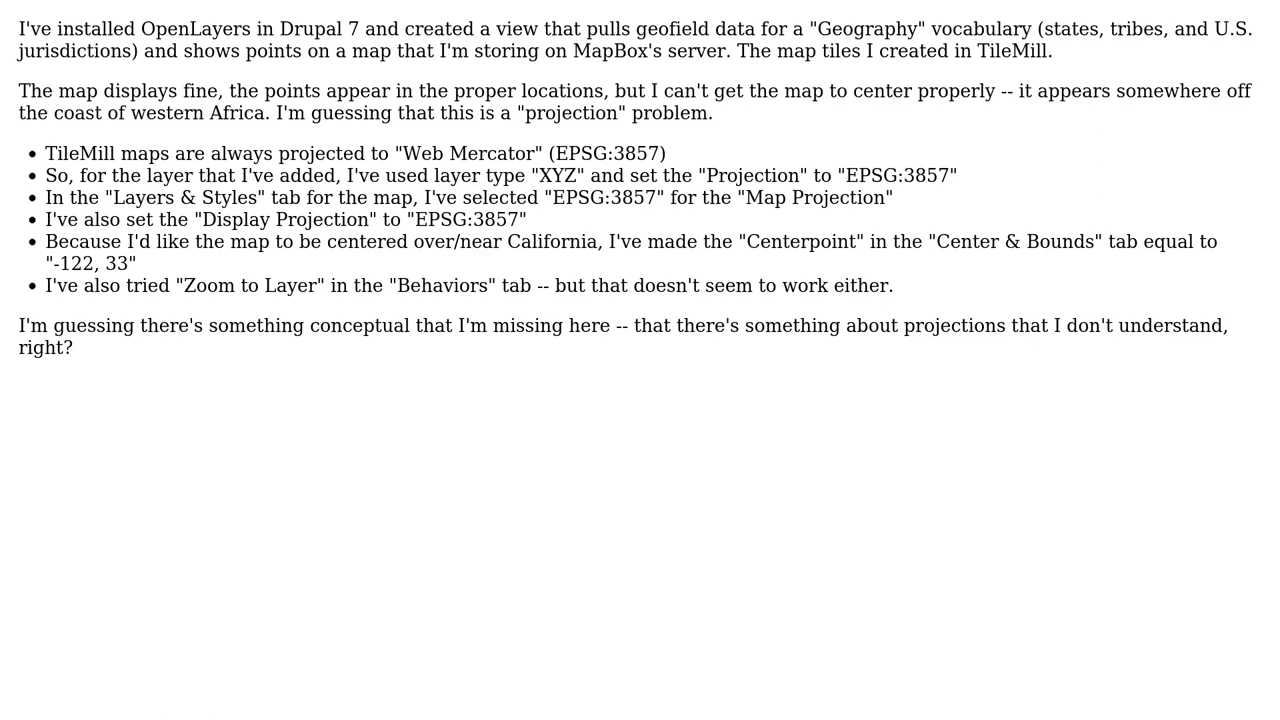 I've installed OpenLayers in Drupal 7 and created a view that pulls geofield data for a "Geography" vocabulary (states, tribes, and U.S.
jurisdictions) and shows points on a map that I'm storing on MapBox's server. The map tiles I created in TileMill.
The map displays fine, the points appear in the proper locations, but I can't get the map to center properly -- it appears somewhere off
the coast of western Africa. I'm guessing that this is a "projection" problem.
• TileMill maps are always projected to "Web Mercator" (EPSG:3857)
• So, for the layer that I've added, I've used layer type "XYZ" and set the "Projection" to "EPSG:3857"
• In the "Layers & Styles" tab for the map, I've selected "EPSG:3857" for the "Map Projection"
• I've also set the "Display Projection" to "EPSG:3857"
• Because I'd like the map to be centered over/near California, I've made the "Centerpoint" in the "Center & Bounds" tab equal to
"-122, 33"
• I've also tried "Zoom to Layer" in the "Behaviors" tab -- but that doesn't seem to work either.
I'm guessing there's something conceptual that I'm missing here -- that there's something about projections that I don't understand,
right?